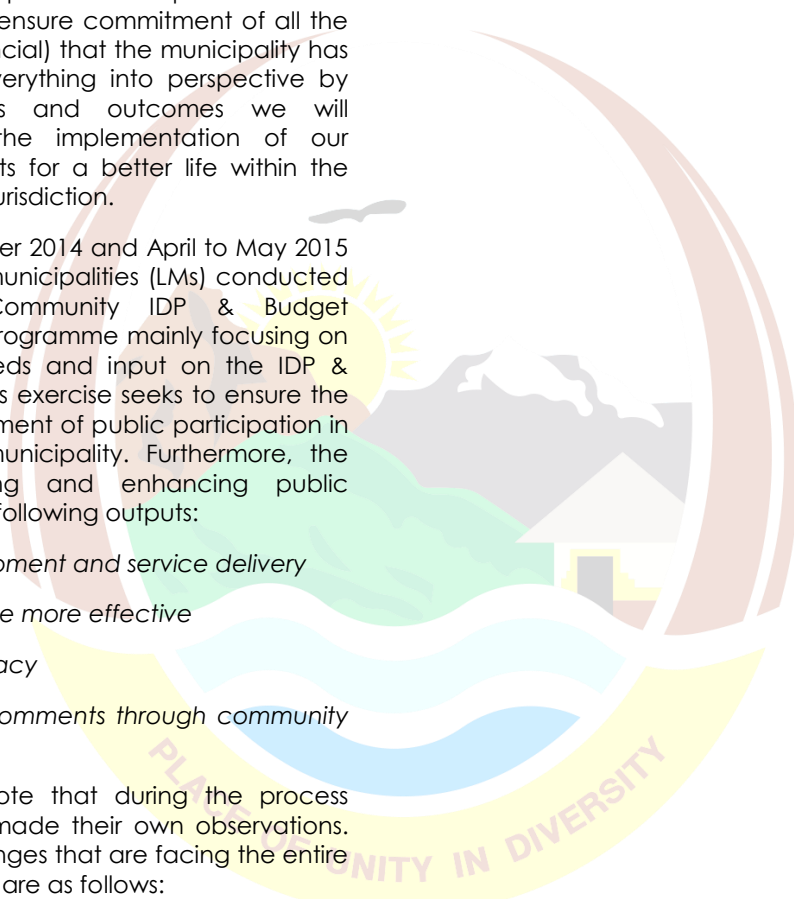 ensure commitment of all the
ncial) that the municipality has
verything into perspective by
s and outcomes we will
the implementation of our
ts for a better life within the
urisdiction.
er 2014 and April to May 2015
municipalities (LMs) conducted
Community IDP & Budget
rogramme mainly focusing on
eds and input on the IDP &
s exercise seeks to ensure the
ment of public participation in
municipality. Furthermore, the
ng and enhancing public
following outputs:
pment and service delivery
e more effective
acy
omments through community
ote that during the process
made their own observations.
nges that are facing the entire
are as follows:
PLACE OF UNITY IN DIVERSITY